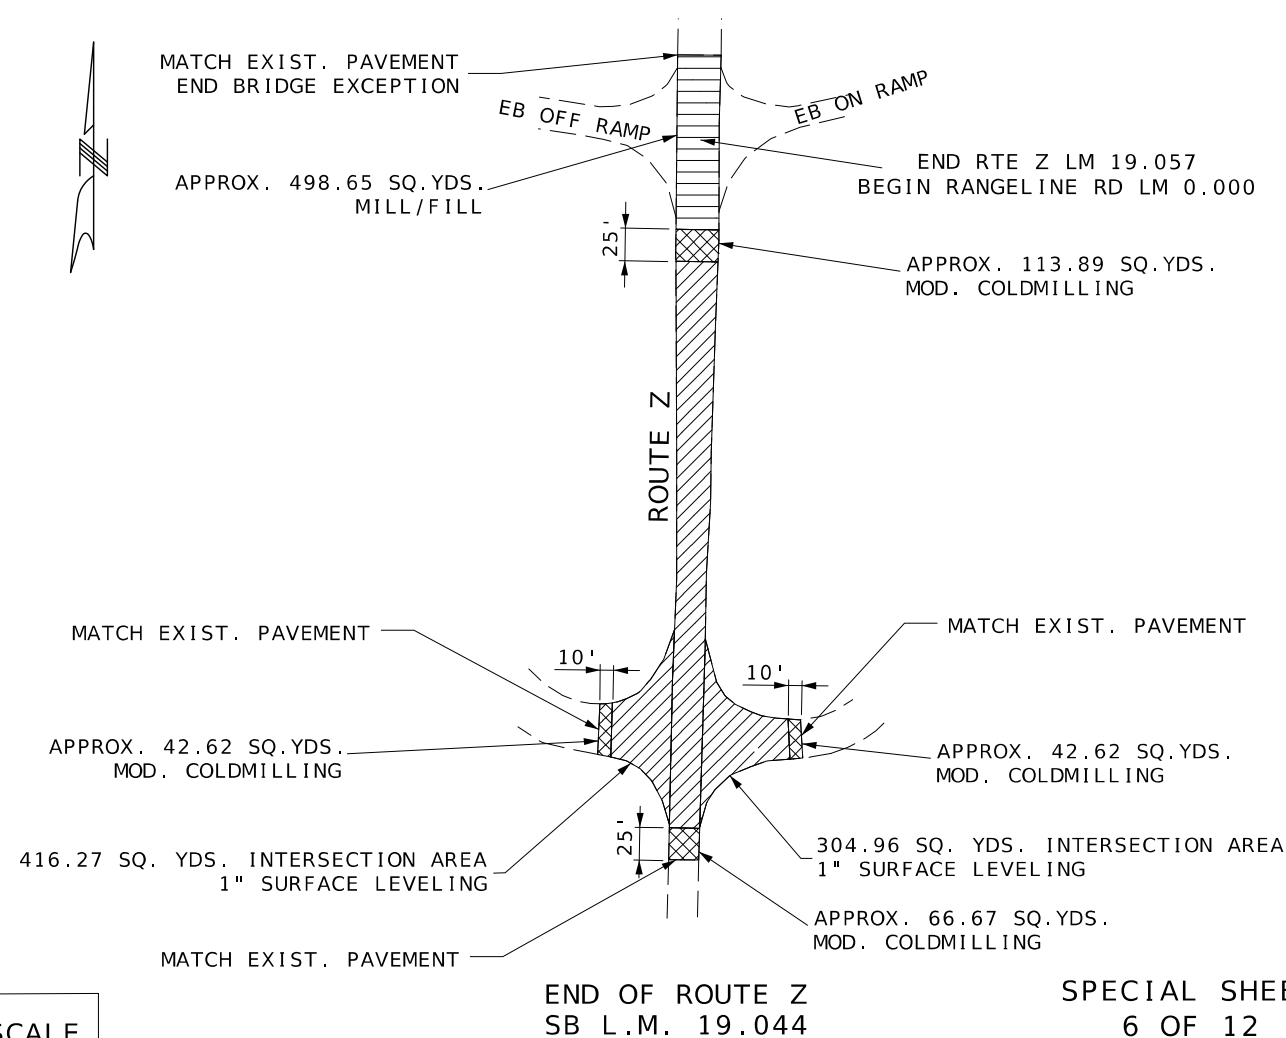 MATCH EXIST. PAVEMENT
END BRIDGE EXCEPTION
EB OFF RAMP
EB ON RAMP
APPROX. 498.65 SQ.YDS.
MILL/FILL
END RTE Z LM 19.057
BEGIN RANGELINE RD LM 0.000
25'
APPROX. 113.89 SQ.YDS.
MOD. COLDMILLING
ROUTE Z
MATCH EXIST. PAVEMENT
MATCH EXIST. PAVEMENT
10'
10'
APPROX. 42.62 SQ.YDS.
MOD. COLDMILLING
APPROX. 42.62 SQ.YDS.
MOD. COLDMILLING
25'
416.27 SQ. YDS. INTERSECTION AREA
1" SURFACE LEVELING
304.96 SQ. YDS. INTERSECTION AREA
1" SURFACE LEVELING
APPROX. 66.67 SQ.YDS.
MOD. COLDMILLING
MATCH EXIST. PAVEMENT
END OF ROUTE Z
SB L.M. 19.044
SPECIAL SHEE
6 OF 12
SCALE